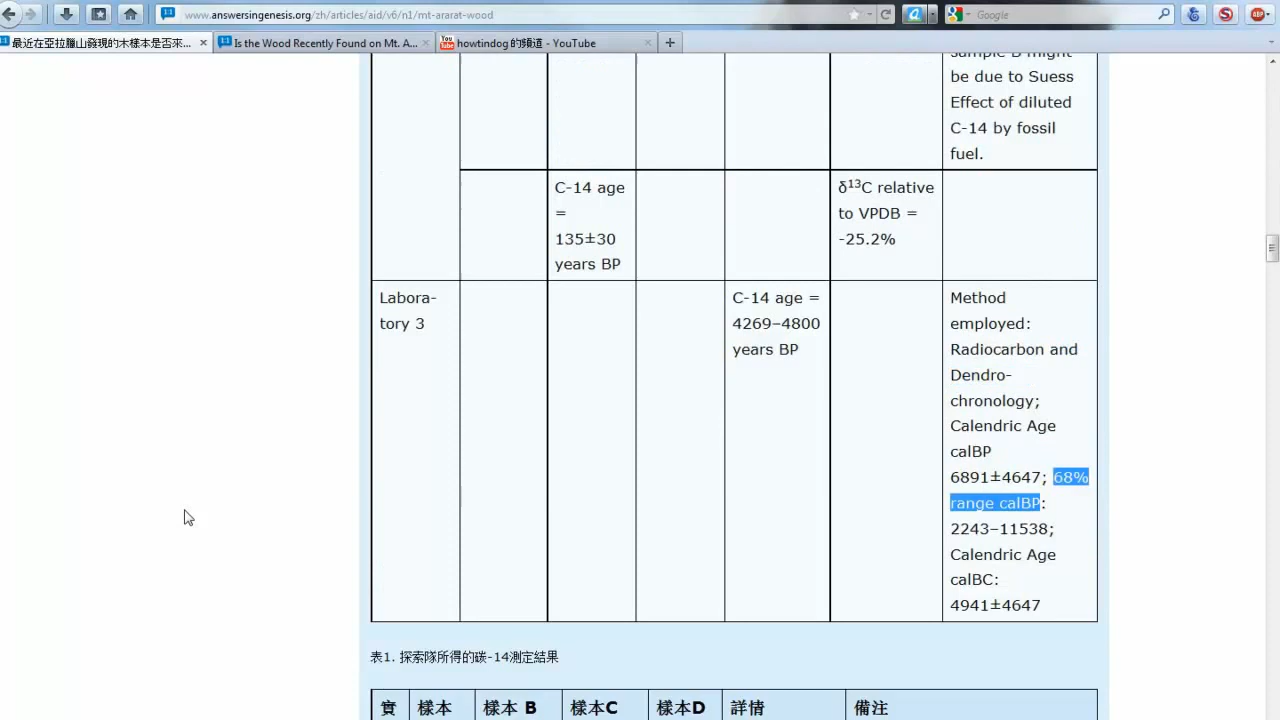 www.answersingenesis.org/zh/articles/aid/v6/n1/mt-ararat-wood
Google
最近在亞拉臘山發現的木樣本是否來...
Is the Wood Recently Found on Mt. A...
howtindog 的頻道 - YouTube
sample B might
be due to Suess
Effect of diluted
C-14 by fossil
fuel.
C-14 age
=
135±30
years BP
δ¹³C relative
to VPDB =
-25.2%
Labora-
tory 3
C-14 age =
4269–4800
years BP
Method
employed:
Radiocarbon and
Dendro-
chronology;
Calendric Age
calBP
6891±4647; 68%
range calBP:
2243–11538;
Calendric Age
calBC:
4941±4647
表1. 探索隊所得的碳-14測定結果
實 樣本 樣本 B 樣本C 樣本D 詳情 備注